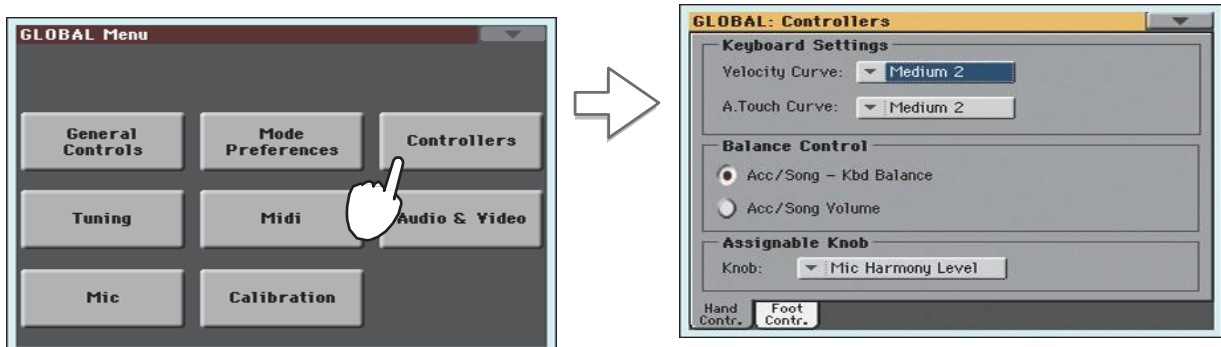 GLOBAL Menu
General
Controls
Mode
Preferences
Controllers
Tuning
Midi
Audio & Video
Mic
Calibration
GLOBAL: Controllers
Keyboard Settings
Velocity Curve: Medium 2
A.Touch Curve: Medium 2
Balance Control
Acc/Song - Kbd Balance
Acc/Song Volume
Assignable Knob
Knob: Mic Harmony Level
Hand
Contr.
Foot
Contr.